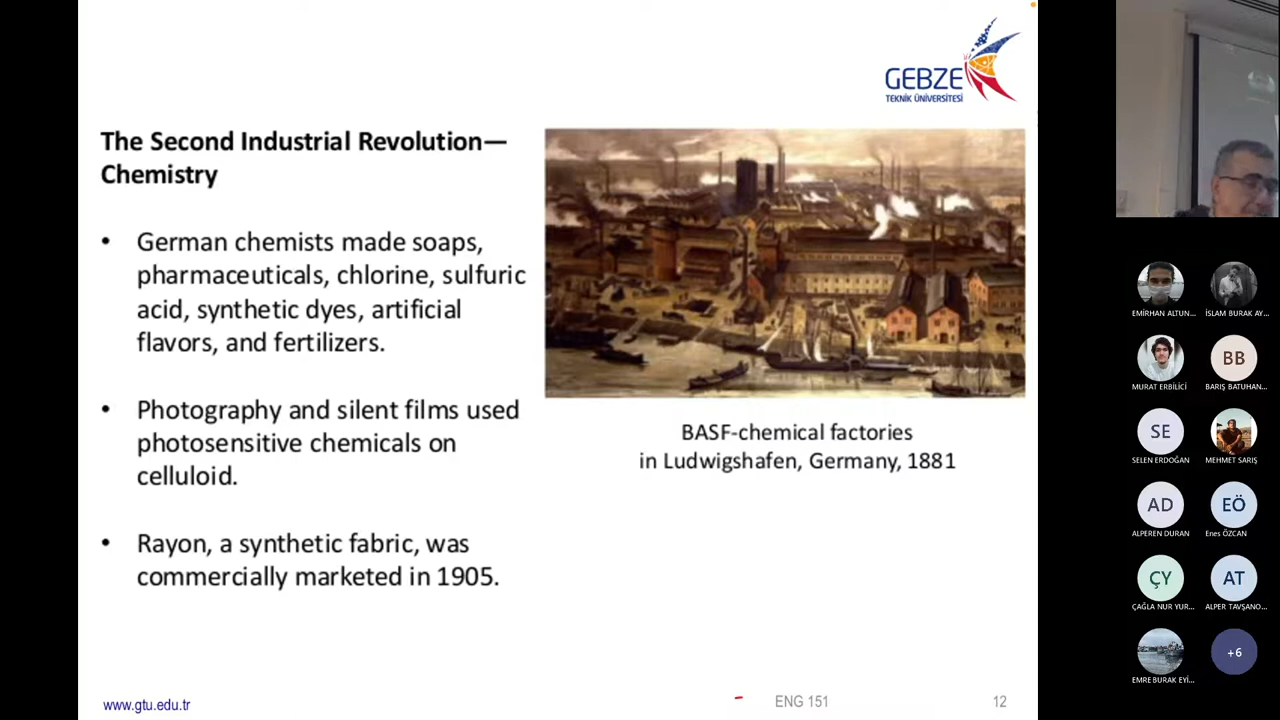 GEBZE
TEKNİK ÜNİVERSİTESİ
The Second Industrial Revolution—
Chemistry
• German chemists made soaps,
pharmaceuticals, chlorine, sulfuric
acid, synthetic dyes, artificial
flavors, and fertilizers.
• Photography and silent films used
photosensitive chemicals on
celluloid.
• Rayon, a synthetic fabric, was
commercially marketed in 1905.
BASF-chemical factories
in Ludwigshafen, Germany, 1881
www.gtu.edu.tr
ENG 151
12
EMİRHAN ALTUN...
İSLAM BURAK AY...
MURAT ERBİLİCİ
BB
BARIŞ BATUHAN...
SE
SELEN ERDOĞAN
MEHMET SARIŞ
AD
ALPEREN DURAN
EÖ
Enes ÖZCAN
ÇY
ÇAĞLA NUR YUR...
AT
ALPER TAVŞANO...
EMRE BURAK EYİ...
+6